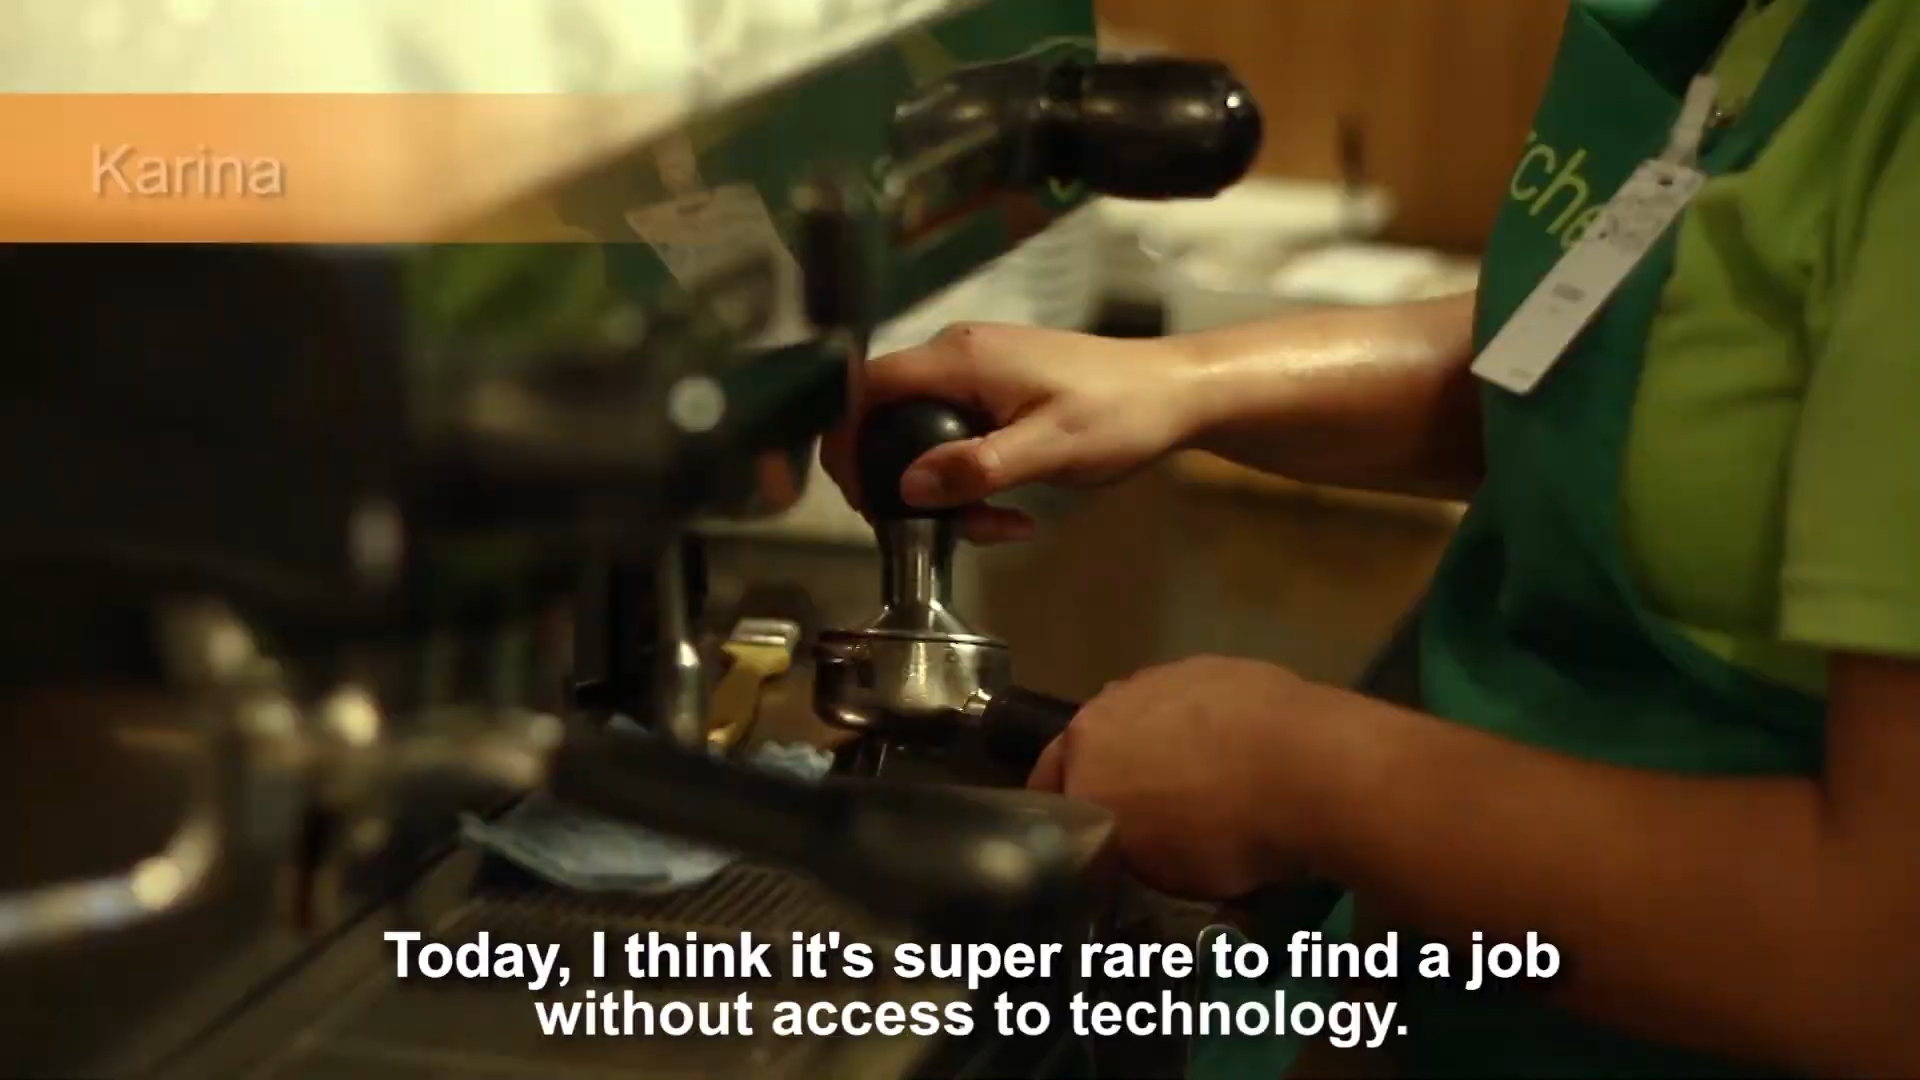 Karina
Today, I think it's super rare to find a job
without access to technology.